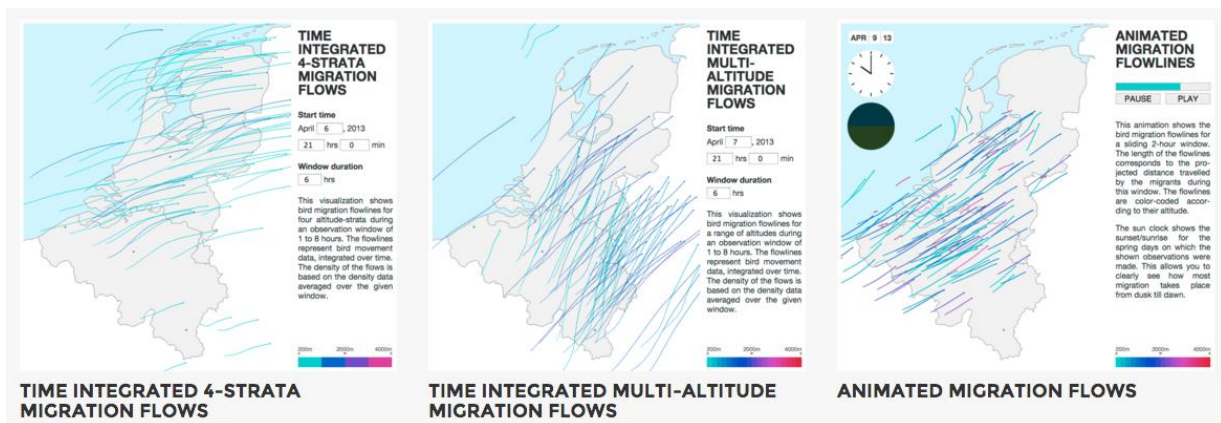 TIME
INTEGRATED
4-STRATA
MIGRATION
FLOWS
Start time
April 6 , 2013
21 hrs 0 min
Window duration
6 hrs
This visualization shows
bird migration flowlines for
four altitude-strata during
an observation window of
1 to 8 hours. The flowlines
represent bird movement
data, integrated over time.
The density of the flows is
based on the density data
averaged over the given
window.
200m 2000m 4000m
TIME INTEGRATED 4-STRATA
MIGRATION FLOWS
TIME
INTEGRATED
MULTI-
ALTITUDE
MIGRATION
FLOWS
Start time
April 7 , 2013
21 hrs 0 min
Window duration
6 hrs
This visualization shows
bird migration flowlines for
a range of altitudes during
an observation window of
1 to 8 hours. The flowlines
represent bird movement
data, integrated over time.
The density of the flows is
based on the density data
averaged over the given
window.
200m 2000m 4000m
TIME INTEGRATED MULTI-ALTITUDE
MIGRATION FLOWS
APR 9 13
ANIMATED
MIGRATION
FLOWLINES
PAUSE PLAY
This animation shows the
bird migration flowlines for
a sliding 2-hour window.
The length of the flowlines
corresponds to the pro-
jected distance travelled
by the migrants during
this window. The flowlines
are color-coded accor-
ding to their altitude.
The sun clock shows the
sunset/sunrise for the
spring days on which the
shown observations were
made. This allows you to
clearly see how most
migration takes place
from dusk till dawn.
200m 2000m 4000m
ANIMATED MIGRATION FLOWS